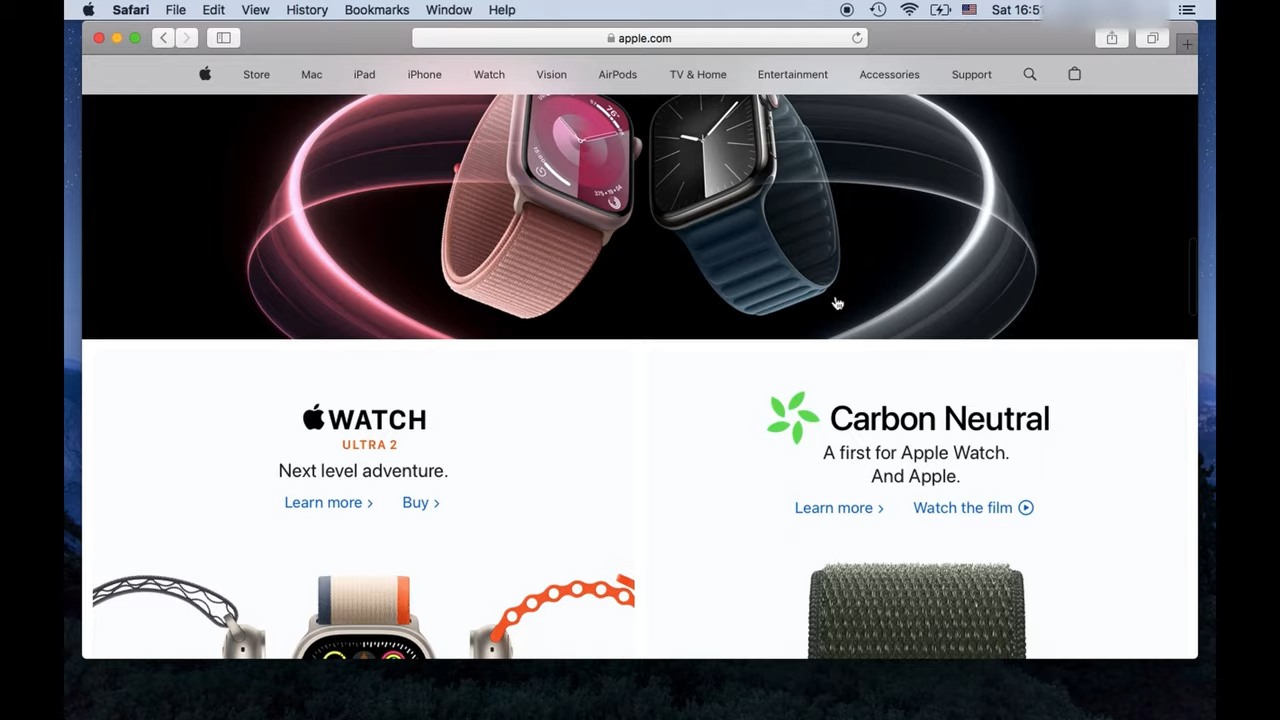 Safari File Edit View History Bookmarks Window Help Sat 16:5
apple.com
Store Mac iPad iPhone Watch Vision AirPods TV & Home Entertainment Accessories Support
WATCH
ULTRA 2
Next level adventure.
Learn more > Buy >
Carbon Neutral
A first for Apple Watch.
And Apple.
Learn more > Watch the film